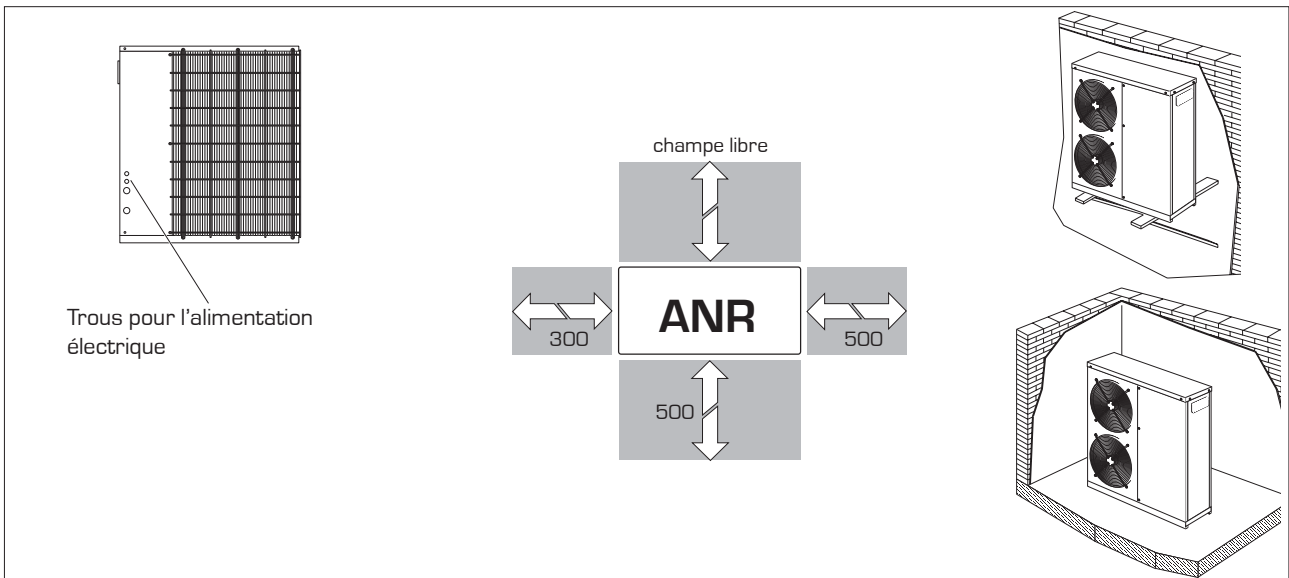 Trous pour l'alimentation
électrique
champe libre
300
ANR
500
500